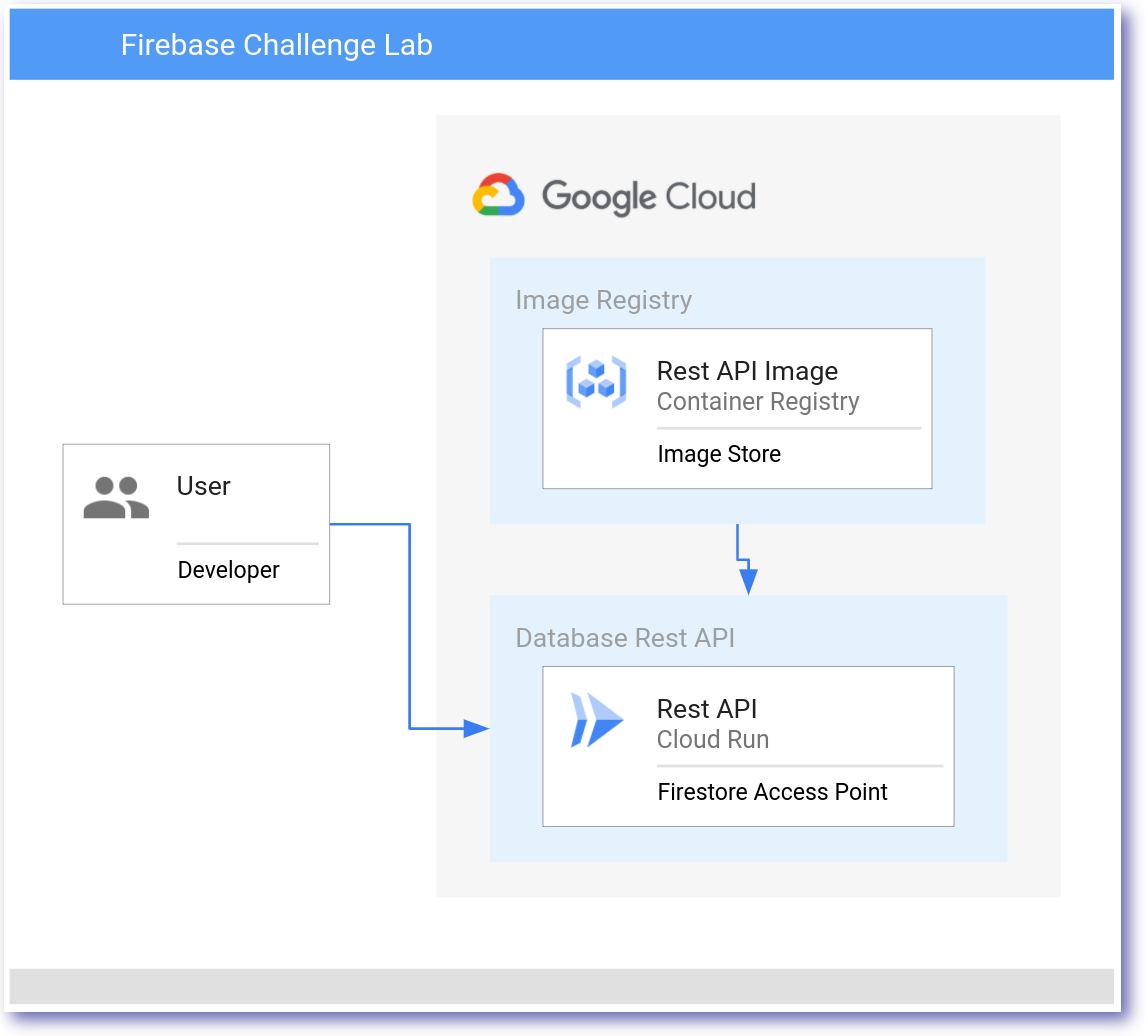 Firebase Challenge Lab
Google Cloud
Image Registry
Rest API Image
Container Registry
Image Store
User
Developer
Database Rest API
Rest API
Cloud Run
Firestore Access Point